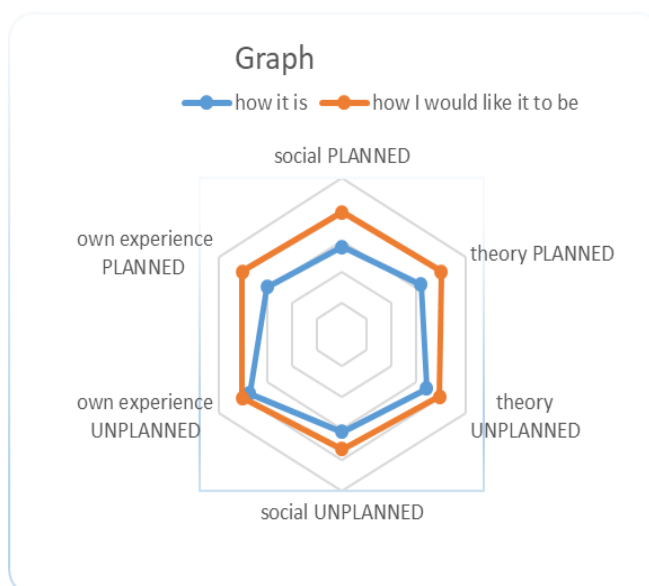 Graph
how it is
how I would like it to be
social PLANNED
own experience
PLANNED
theory PLANNED
own experience
UNPLANNED
theory
UNPLANNED
social UNPLANNED